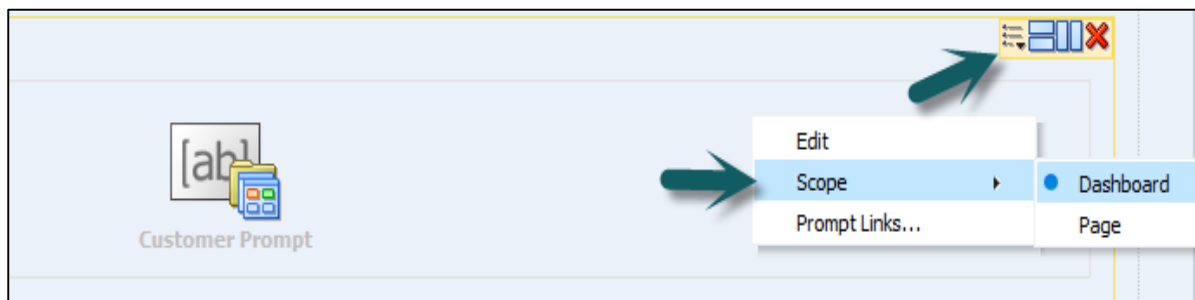 [ab]
Customer Prompt
Edit
Scope
Dashboard
Prompt Links...
Page